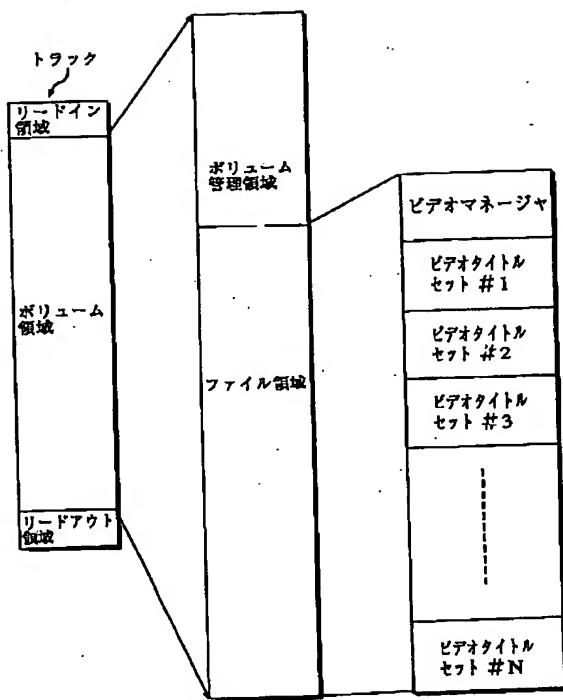 トラック
リードイン
領域
ボリューム
領域
リードアウト
領域
ボリューム
管理領域
ファイル領域
ビデオマネージャ
ビデオタイトル
セット #1
ビデオタイトル
セット #2
ビデオタイトル
セット #3
ビデオタイトル
セット #N